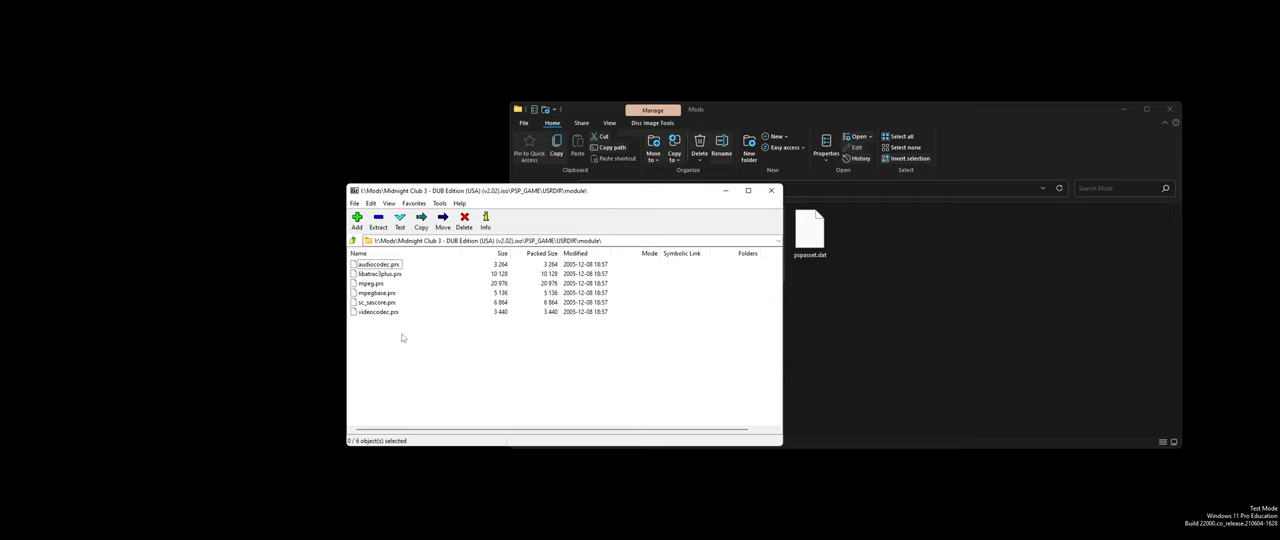 Manage
Mods
File
Home
Share
View
Disc Image Tools
Pin to Quick access
Copy
Paste
Cut
Copy path
Paste shortcut
Clipboard
Move to
Copy to
Delete
Rename
Organize
New folder
New
Easy access
New
Properties
Open
Edit
History
Open
Select all
Select none
Invert selection
Select
Search Mods
pspasset.dat
I:\Mods\Midnight Club 3 - DUB Edition (USA) (v2.02).iso\PSP_GAME\USRDIR\module\
File Edit View Favorites Tools Help
Add Extract Test Copy Move Delete Info
I:\Mods\Midnight Club 3 - DUB Edition (USA) (v2.02).iso\PSP_GAME\USRDIR\module\
Name Size Packed Size Modified Mode Symbolic Link Folders
audiocodec.prx 3 264 3 264 2005-12-08 18:57
libatrac3plus.prx 10 128 10 128 2005-12-08 18:57
mpeg.prx 20 976 20 976 2005-12-08 18:57
mpegbase.prx 5 136 5 136 2005-12-08 18:57
sc_sascore.prx 6 864 6 864 2005-12-08 18:57
videocodec.prx 3 440 3 440 2005-12-08 18:57
0 / 6 object(s) selected
Test Mode
Windows 11 Pro Education
Build 22000.co_release.210604-1628